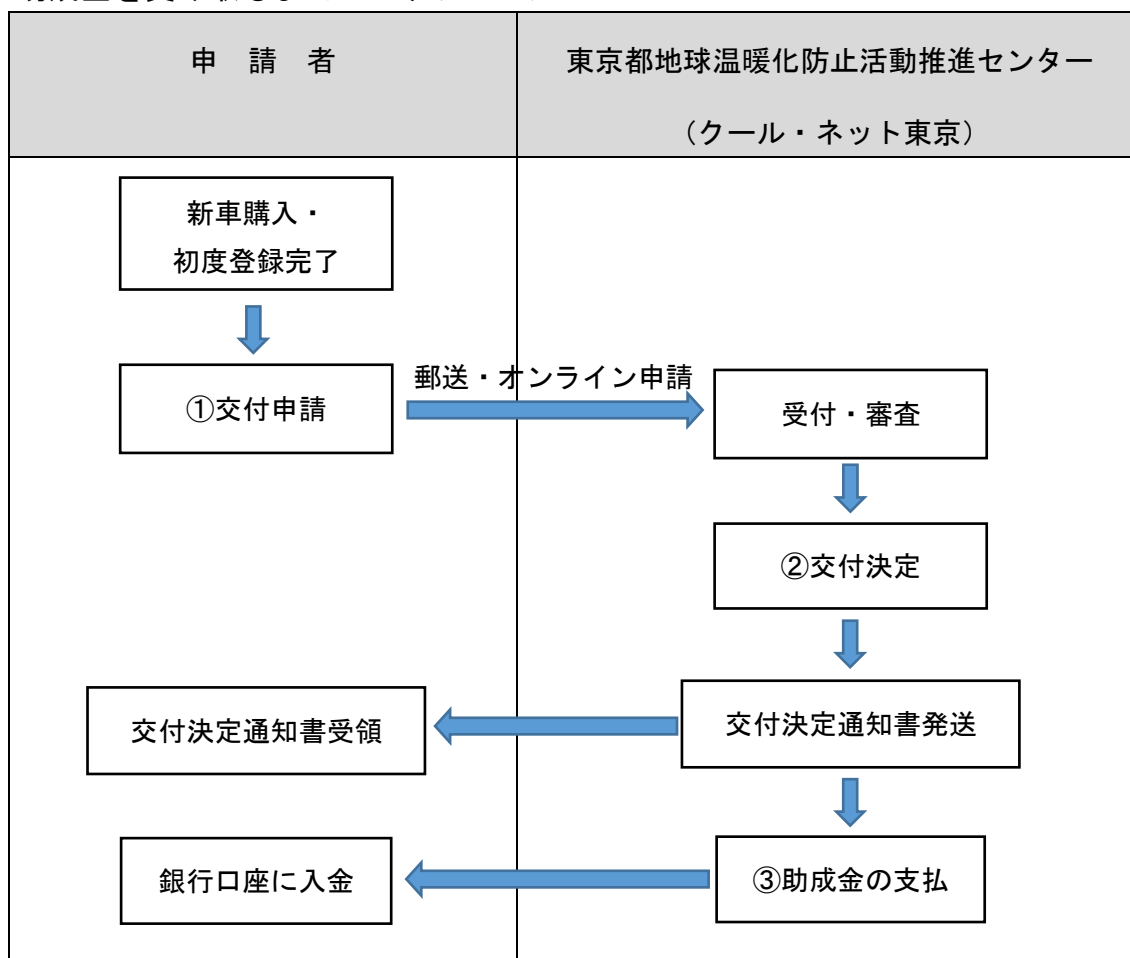 申 請 者
東京都地球温暖化防止活動推進センター
（クール・ネット東京）
新車購入・
初度登録完了
①交付申請
郵送・オンライン申請
受付・審査
②交付決定
交付決定通知書発送
交付決定通知書受領
③助成金の支払
銀行口座に入金